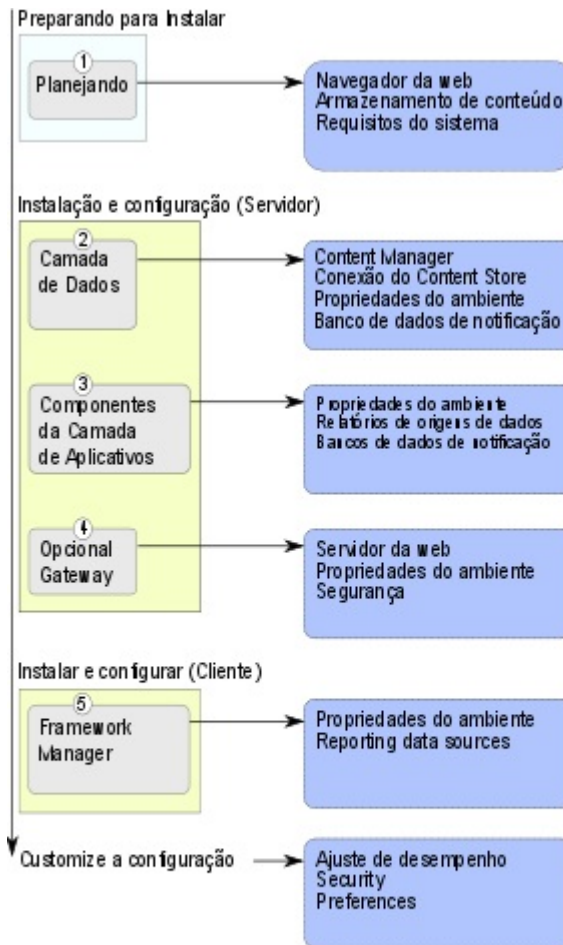 Preparando para Instalar
1
Planejando
Navegador da web
Armazenamento de conteúdo
Requisitos do sistema
Instalação e configuração (Servidor)
2
Camada
de Dados
Content Manager
Conexão do Content Store
Propriedades do ambiente
Banco de dados de notificação
3
Componentes
da Camada
de Aplicativos
Propriedades do ambiente
Relatórios de origens de dados
Bancos de dados de notificação
4
Opcional
Gateway
Servidor da web
Propriedades do ambiente
Segurança
Instalar e configurar (Cliente)
5
Framework
Manager
Propriedades do ambiente
Reporting data sources
Customize a configuração
Ajuste de desempenho
Security
Preferences